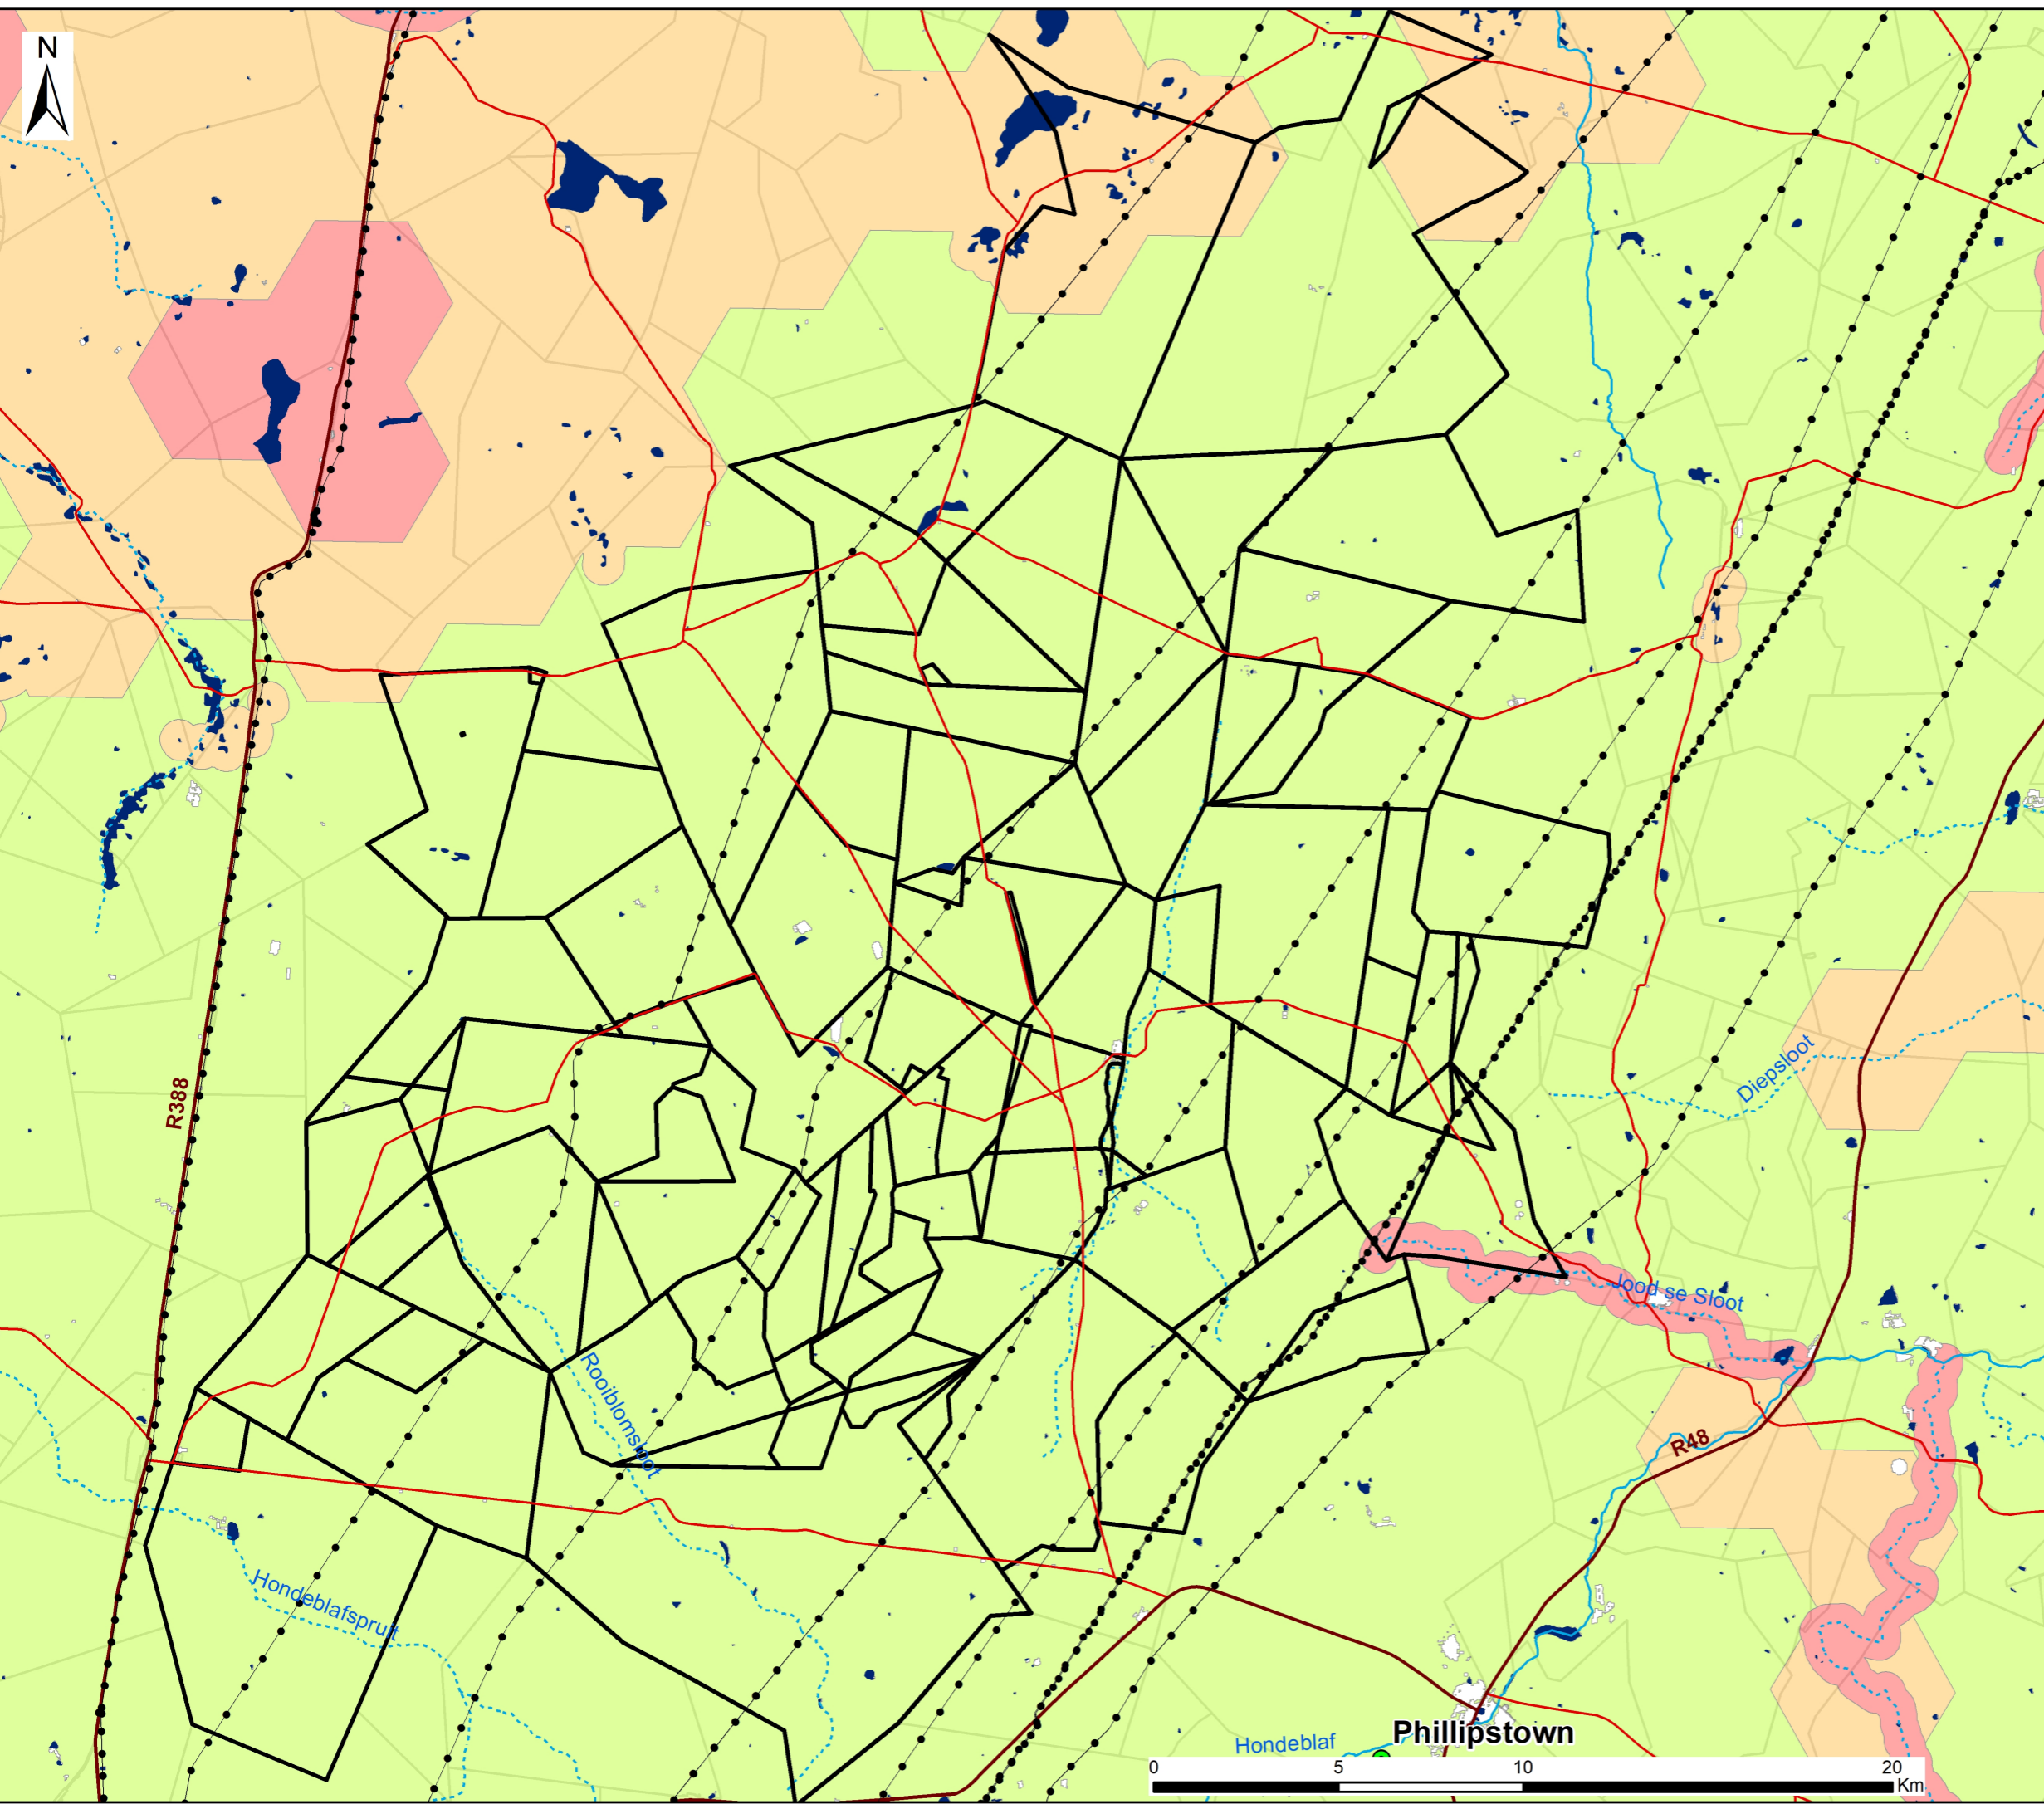 N
R388
Diepsloot
Jood se Sloot
Rooiblomsloot
R48
Hondeblafspruit
Phillipstown
Hondeblaf
0 5 10 20
Km